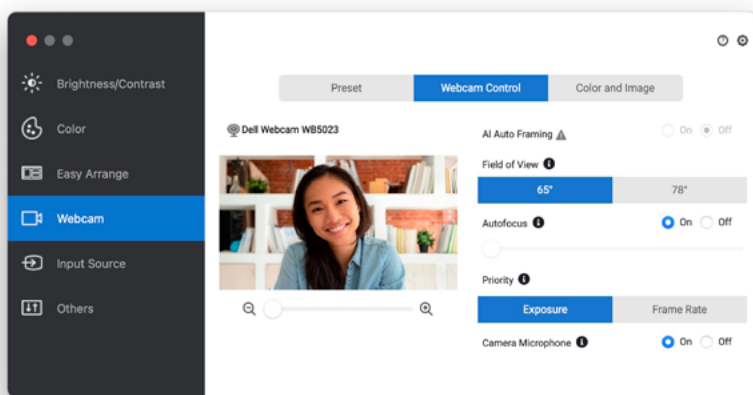 Brightness/Contrast
Color
Easy Arrange
Webcam
Input Source
Others
Preset
Webcam Control
Color and Image
Dell Webcam WB5023
AI Auto Framing
On
Off
Field of View
65°
78°
Autofocus
On
Off
Priority
Exposure
Frame Rate
Camera Microphone
On
Off